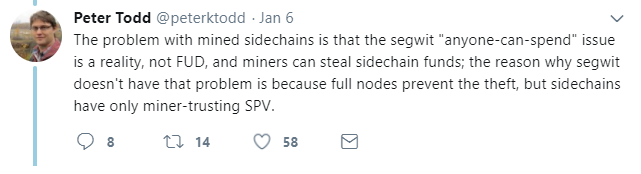 Peter Todd @peterktodd · Jan 6
The problem with mined sidechains is that the segwit "anyone-can-spend" issue
is a reality, not FUD, and miners can steal sidechain funds; the reason why segwit
doesn't have that problem is because full nodes prevent the theft, but sidechains
have only miner-trusting SPV.
8 14 58